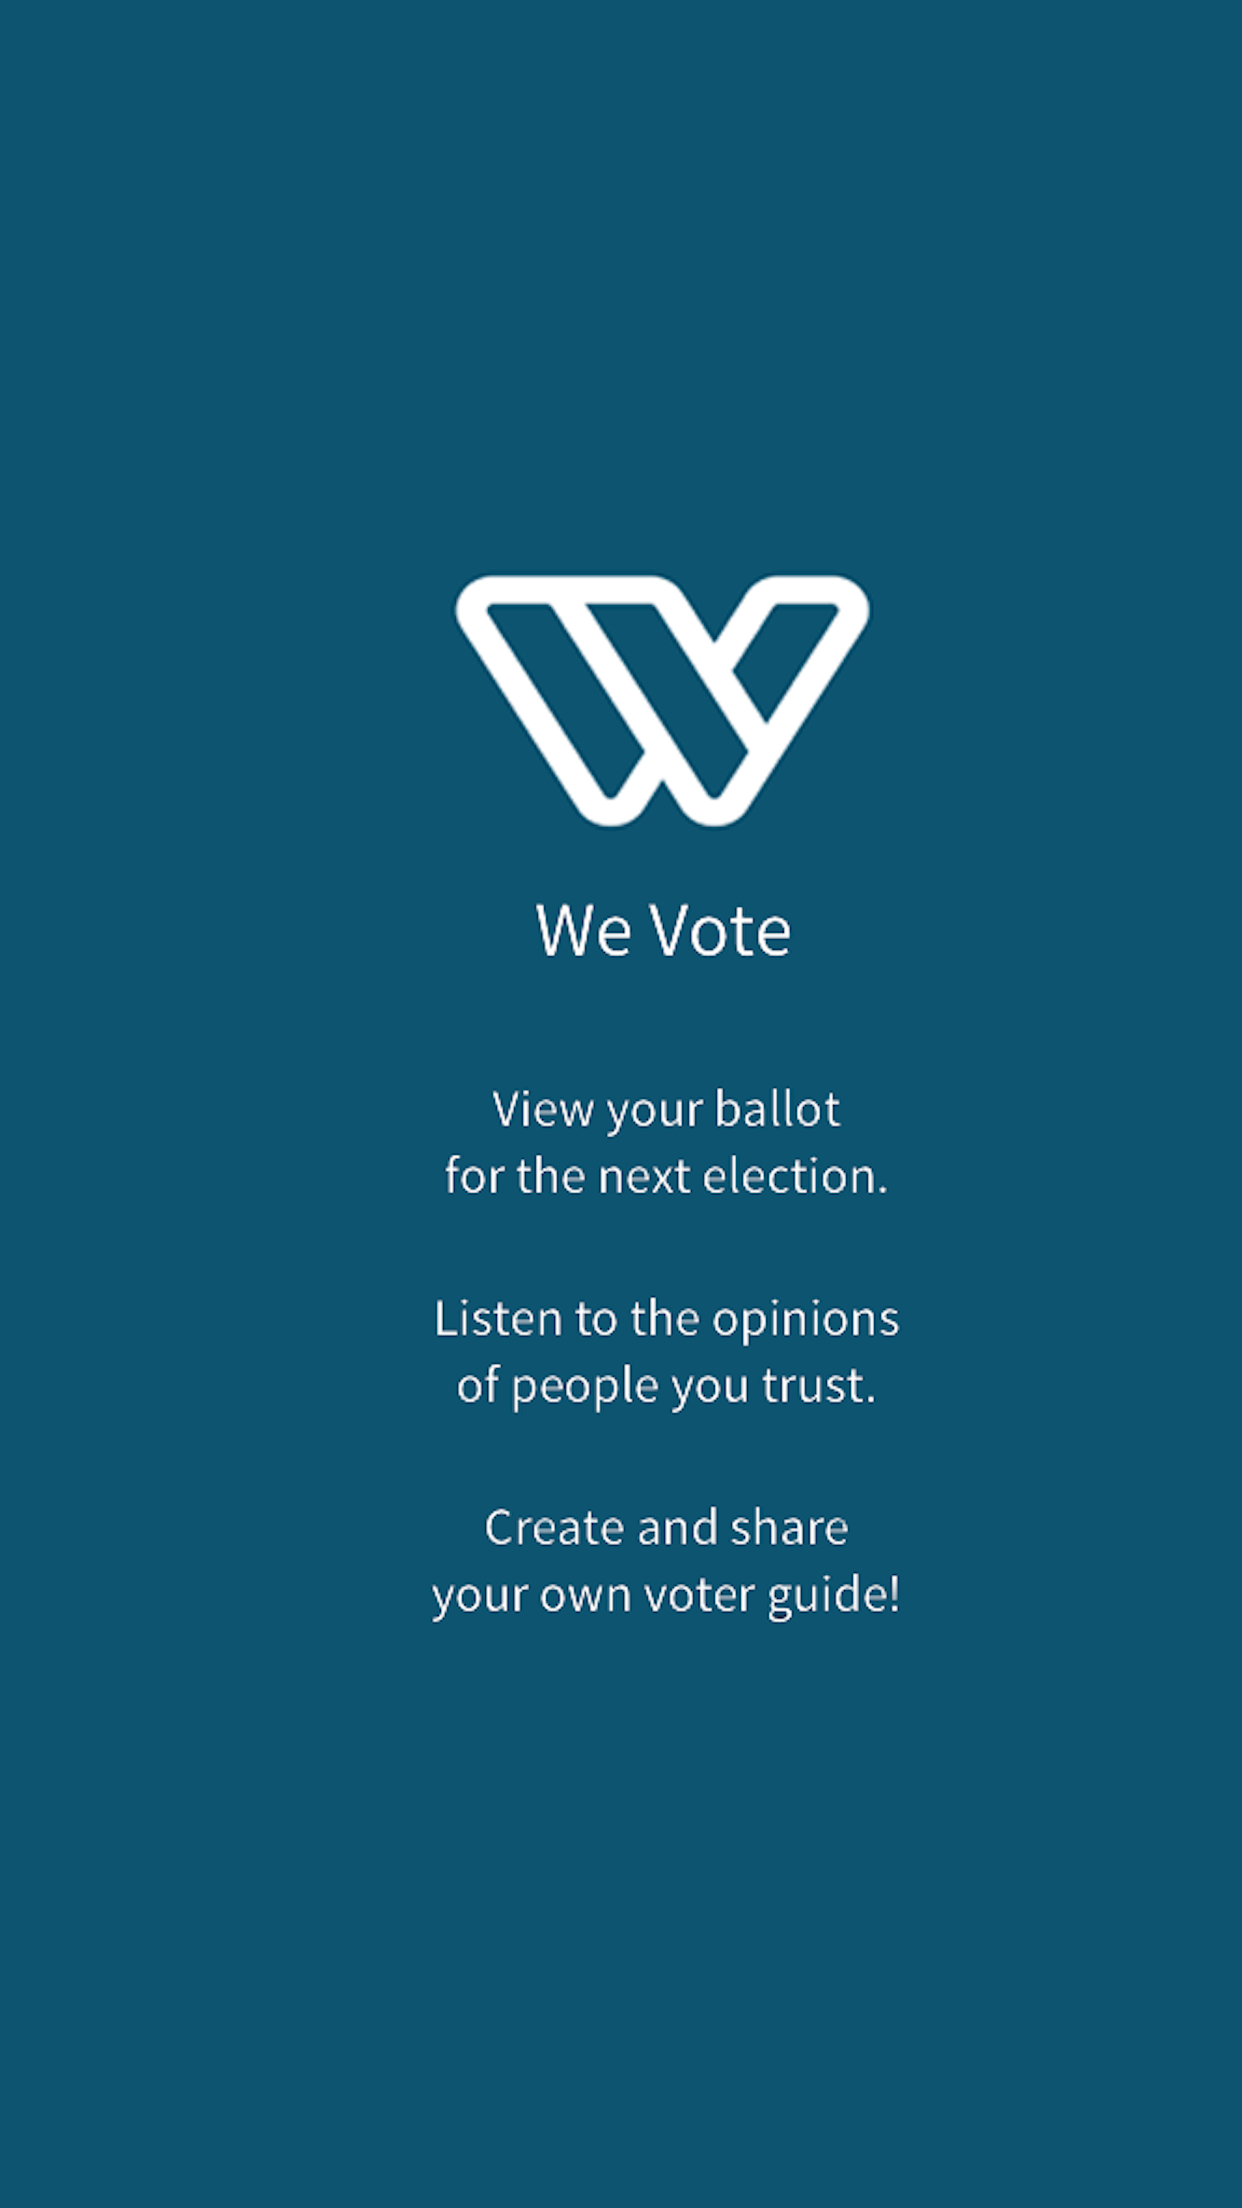 We Vote
View your ballot
for the next election.
Listen to the opinions
of people you trust.
Create and share
your own voter guide!